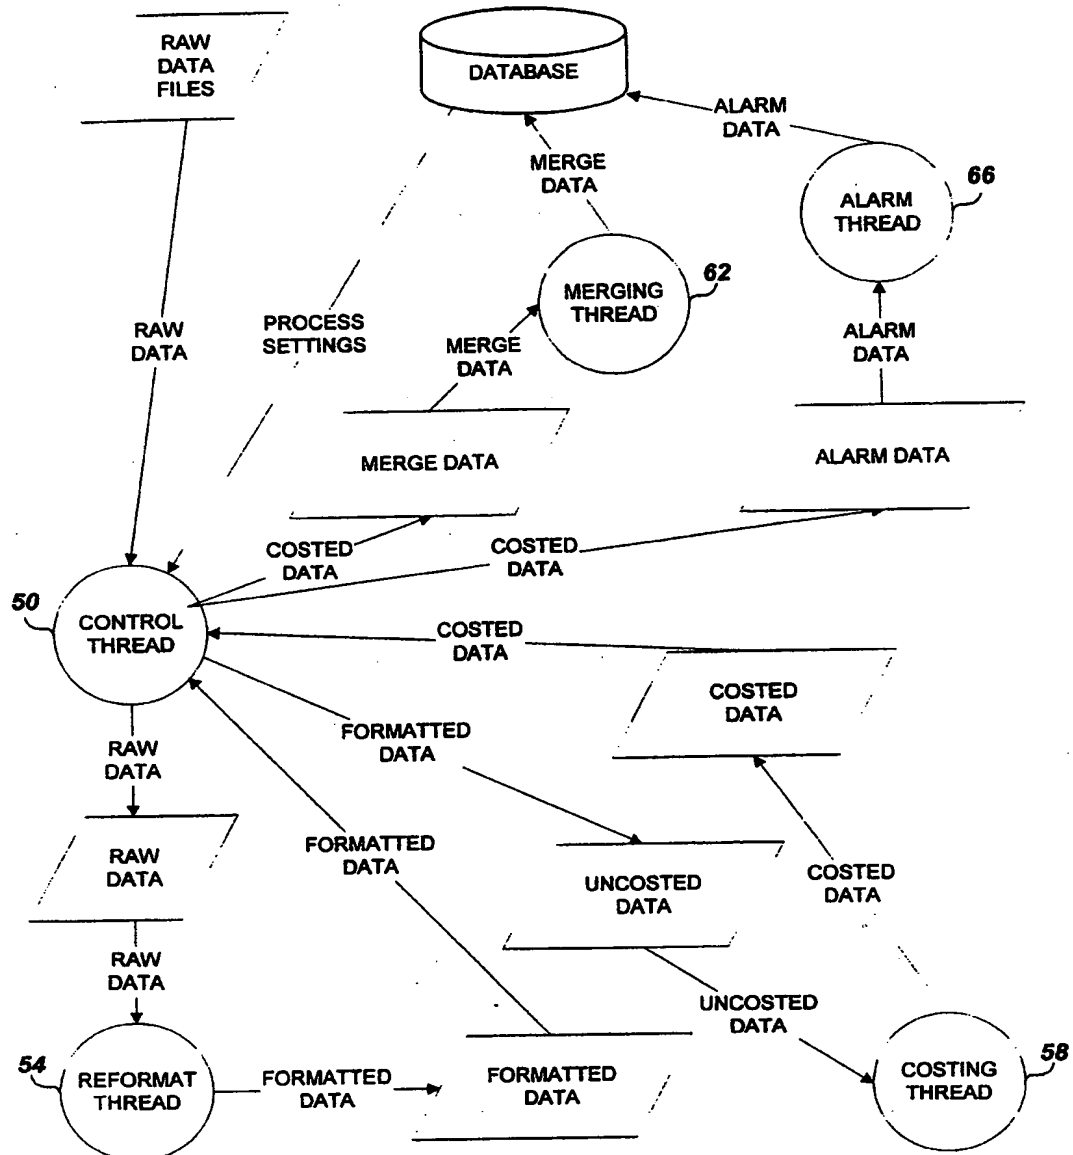 RAW
DATA
FILES
DATABASE
ALARM
DATA
MERGE
DATA
66
ALARM
THREAD
62
MERGING
THREAD
RAW
DATA
PROCESS
SETTINGS
MERGE
DATA
ALARM
DATA
MERGE DATA
ALARM DATA
COSTED
DATA
COSTED
DATA
50
CONTROL
THREAD
COSTED
DATA
COSTED
DATA
RAW
DATA
FORMATTED
DATA
RAW
DATA
FORMATTED
DATA
UNCOSTED
DATA
COSTED
DATA
RAW
DATA
UNCOSTED
DATA
54
REFORMAT
THREAD
FORMATTED
DATA
FORMATTED
DATA
COSTING
THREAD
58